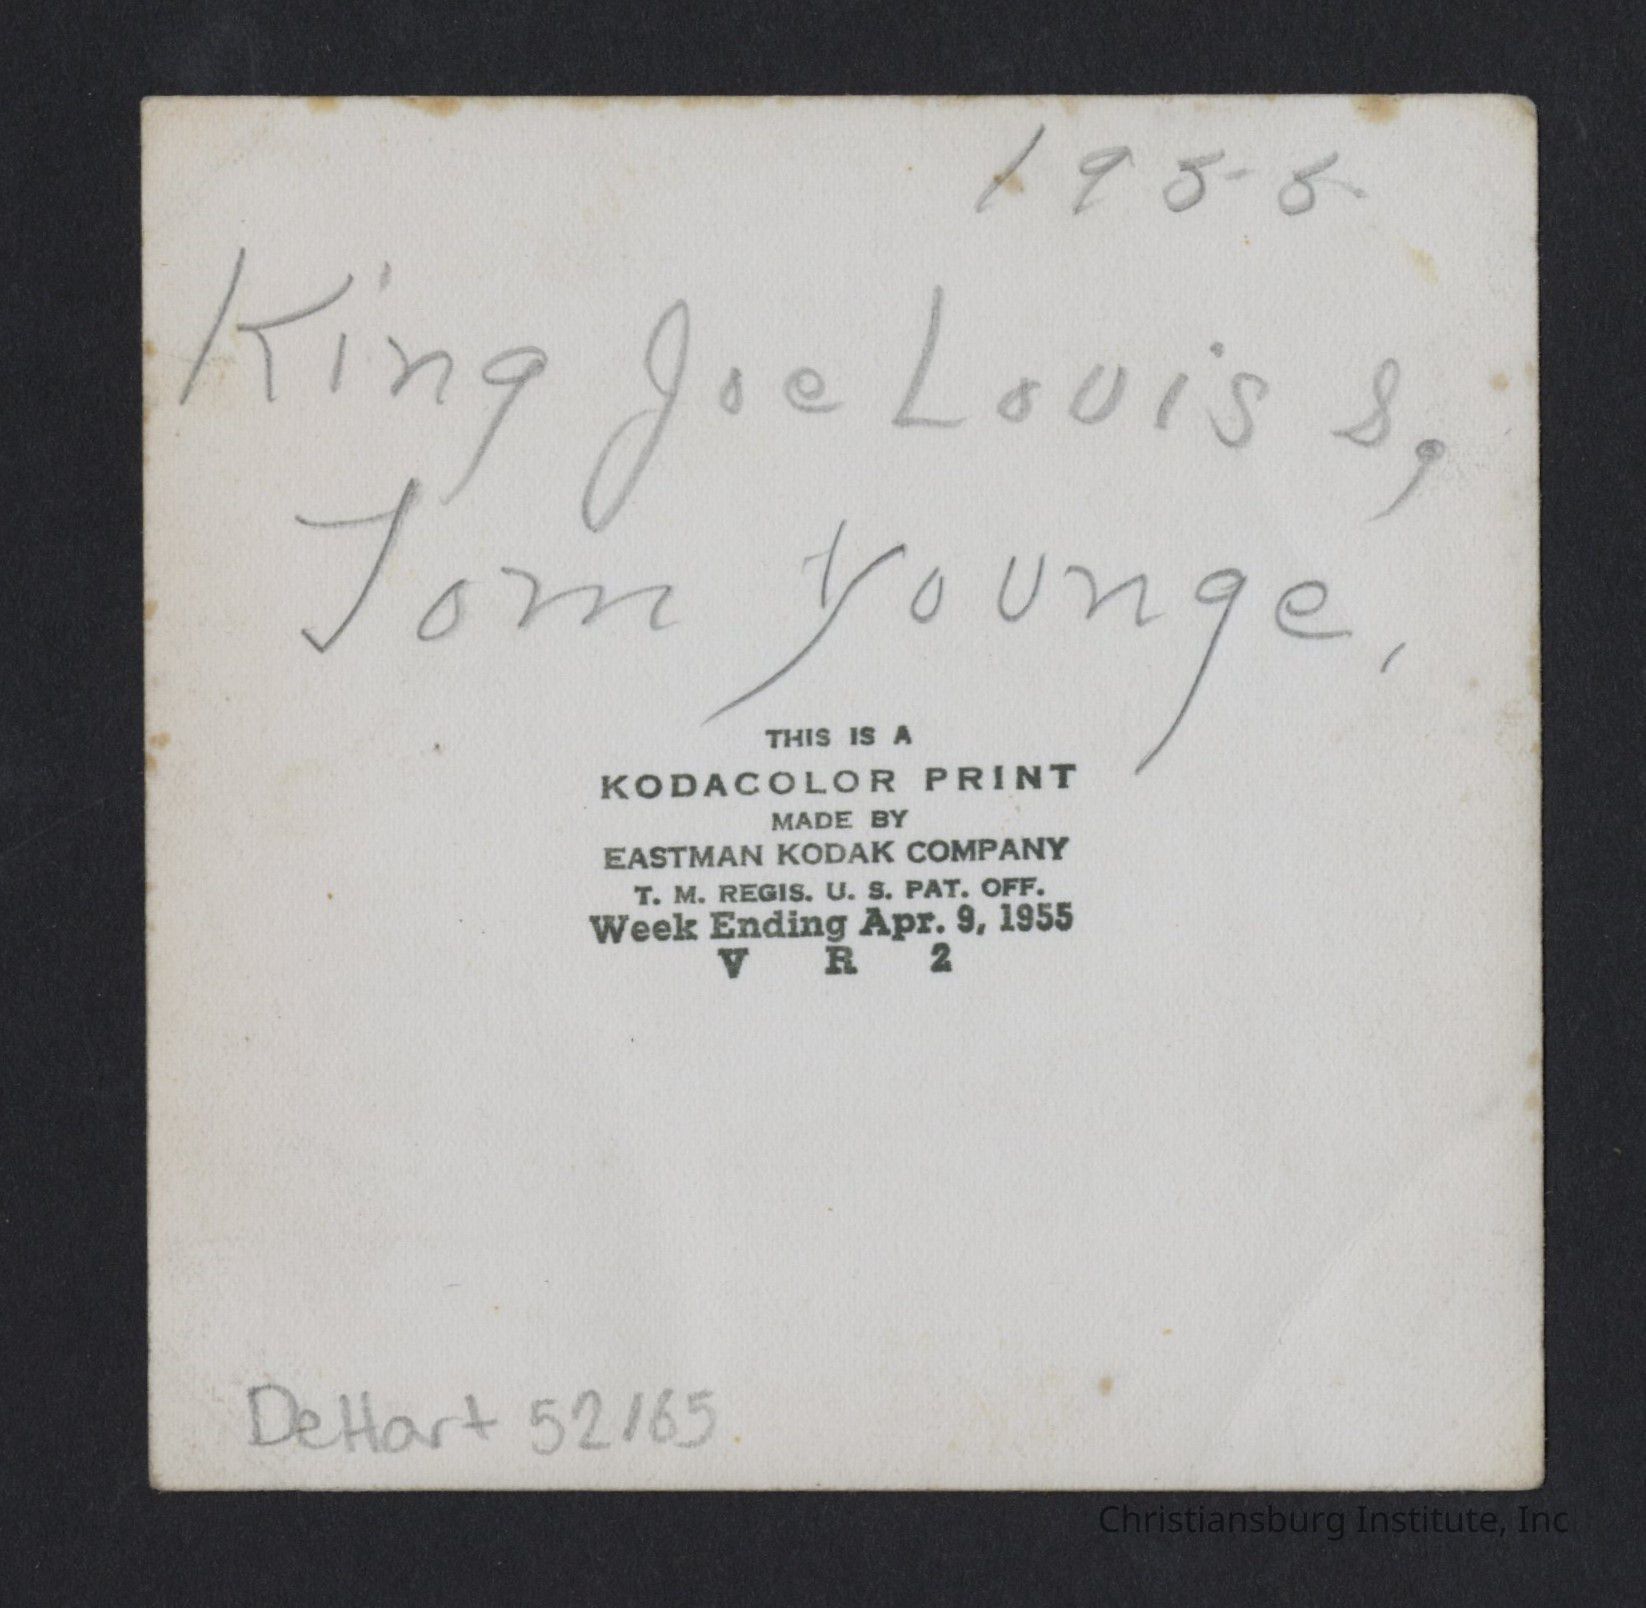 1955
King Joe Louis S,
Tom Younge,
THIS IS A
KODACOLOR PRINT
MADE BY
EASTMAN KODAK COMPANY
T. M. REGIS. U. S. PAT. OFF.
Week Ending Apr. 9, 1955
V R 2
DeHart 52165
Christiansburg Institute, Inc